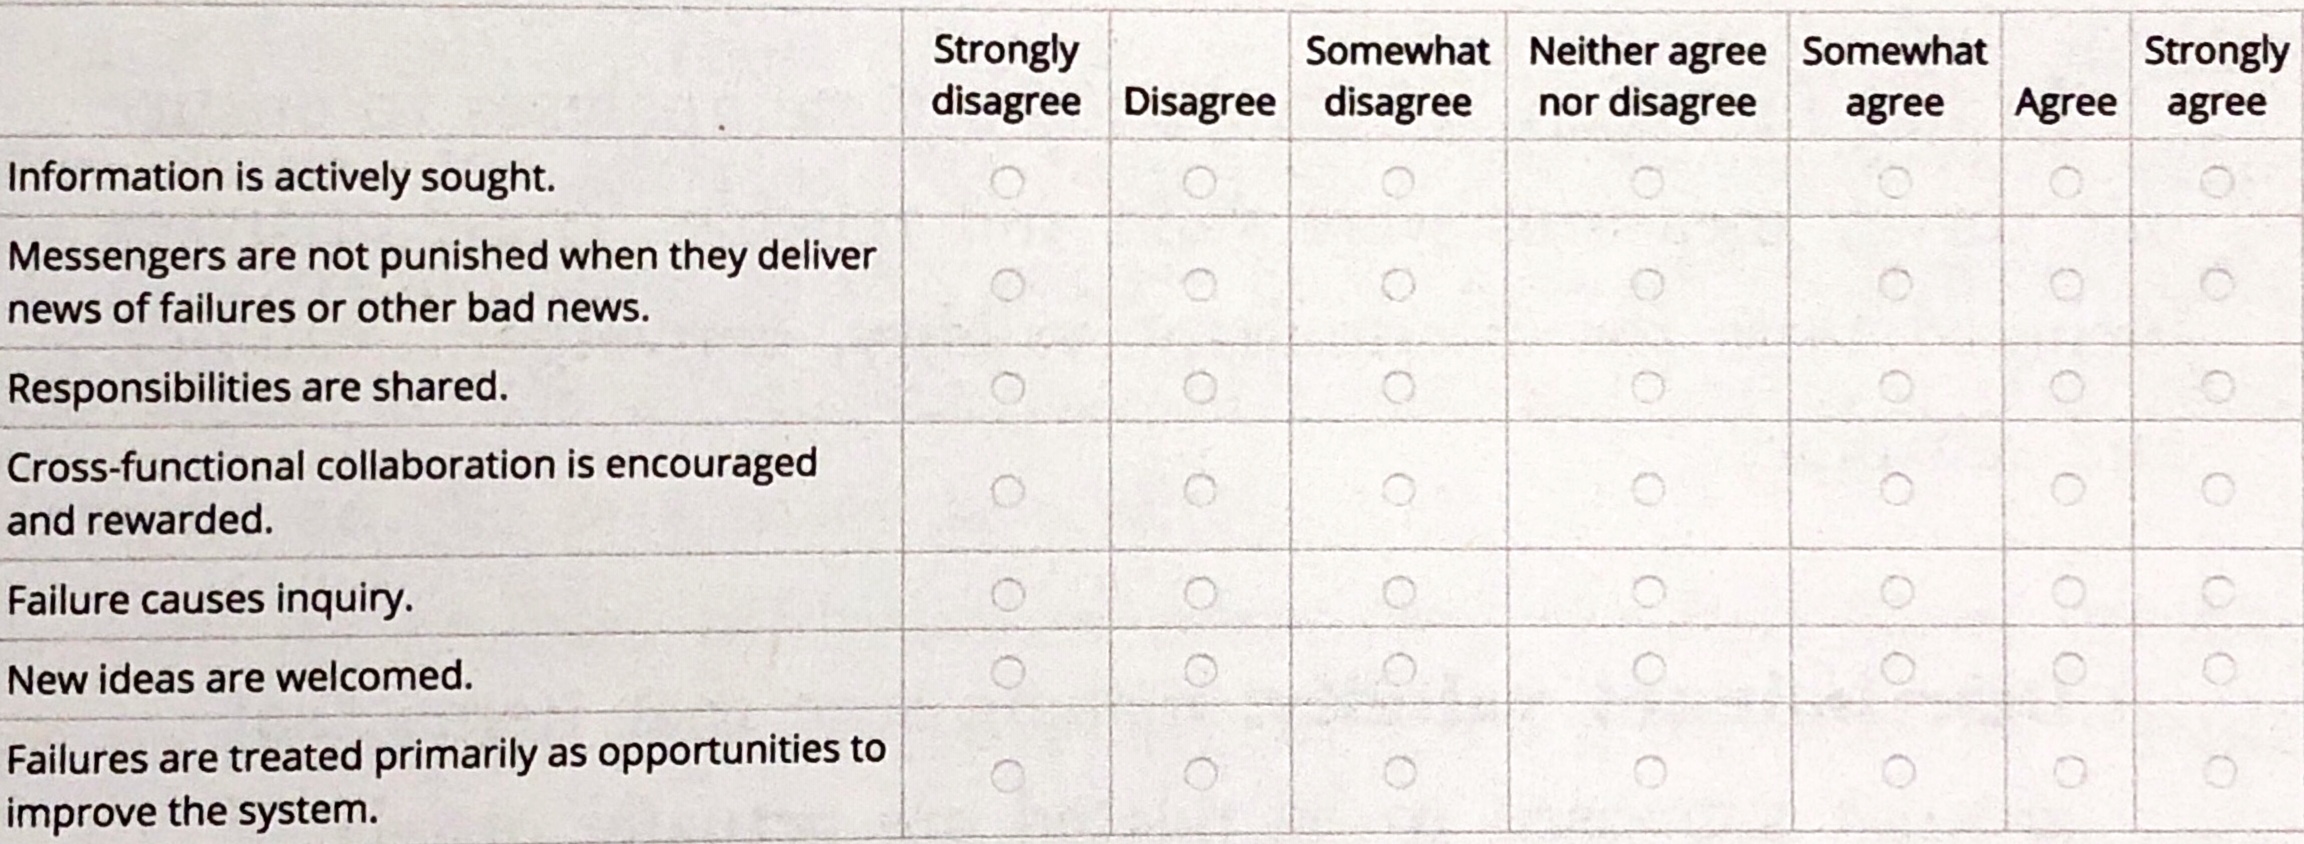 Strongly disagree
Disagree
Somewhat disagree
Neither agree nor disagree
Somewhat agree
Agree
Strongly agree
Information is actively sought.
Messengers are not punished when they deliver
news of failures or other bad news.
Responsibilities are shared.
Cross-functional collaboration is encouraged
and rewarded.
Failure causes inquiry.
New ideas are welcomed.
Failures are treated primarily as opportunities to
improve the system.